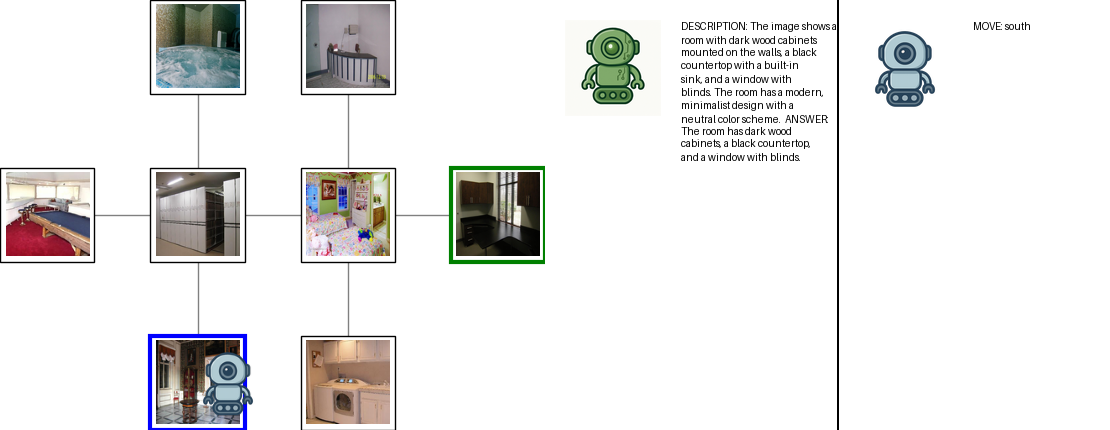 DESCRIPTION: The image shows a
room with dark wood cabinets
mounted on the walls, a black
countertop with a built-in
sink, and a window with
blinds. The room has a modern,
minimalist design with a
neutral color scheme.  ANSWER:
The room has dark wood
cabinets, a black countertop,
and a window with blinds.
MOVE: south